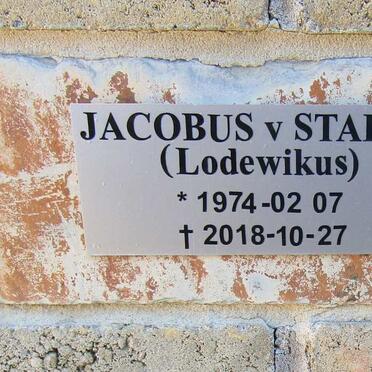 JACOBUS v STA
(Lodewikus)
* 1974-02 07
† 2018-10-27